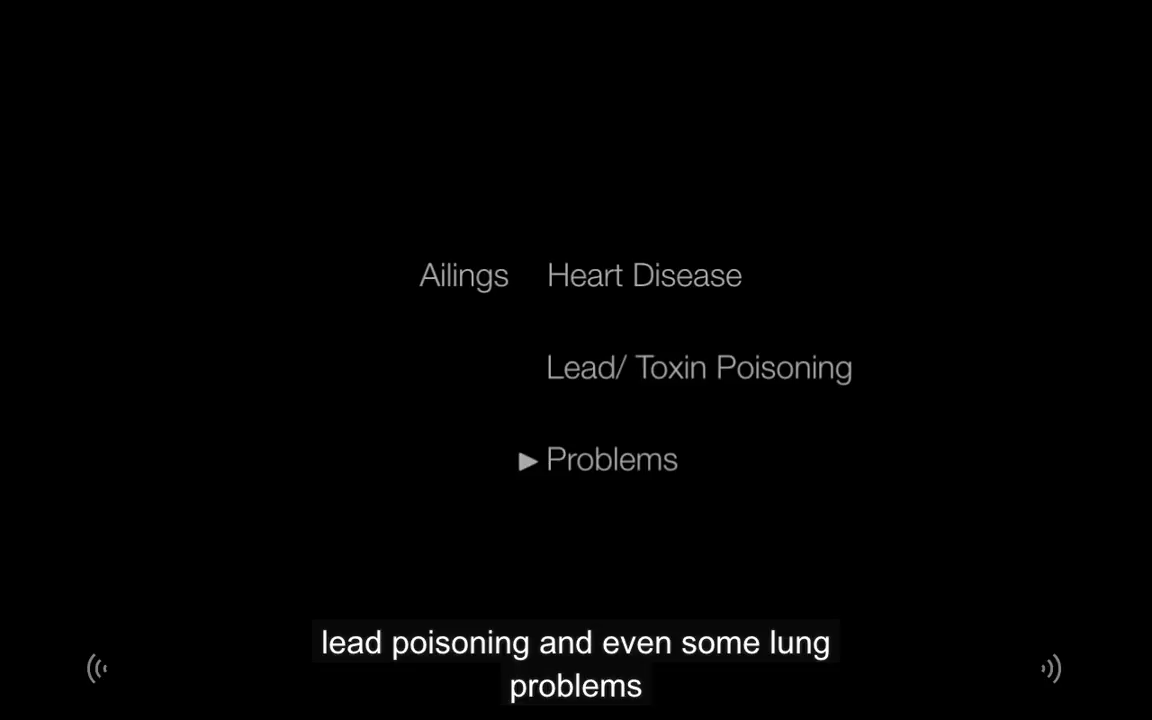 Ailings Heart Disease
Lead/ Toxin Poisoning
▶ Problems
lead poisoning and even some lung
problems